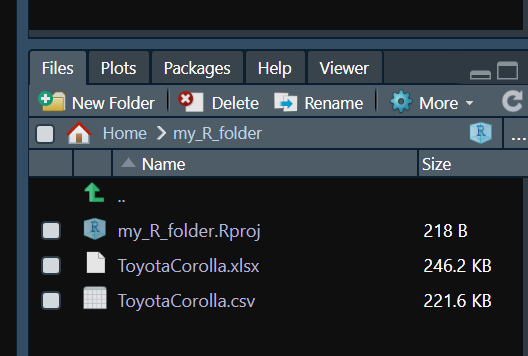 Files Plots Packages Help Viewer
New Folder Delete Rename More
Home my_R_folder R ...
Name Size
..
R my_R_folder.Rproj 218 B
ToyotaCorolla.xlsx 246.2 KB
ToyotaCorolla.csv 221.6 KB